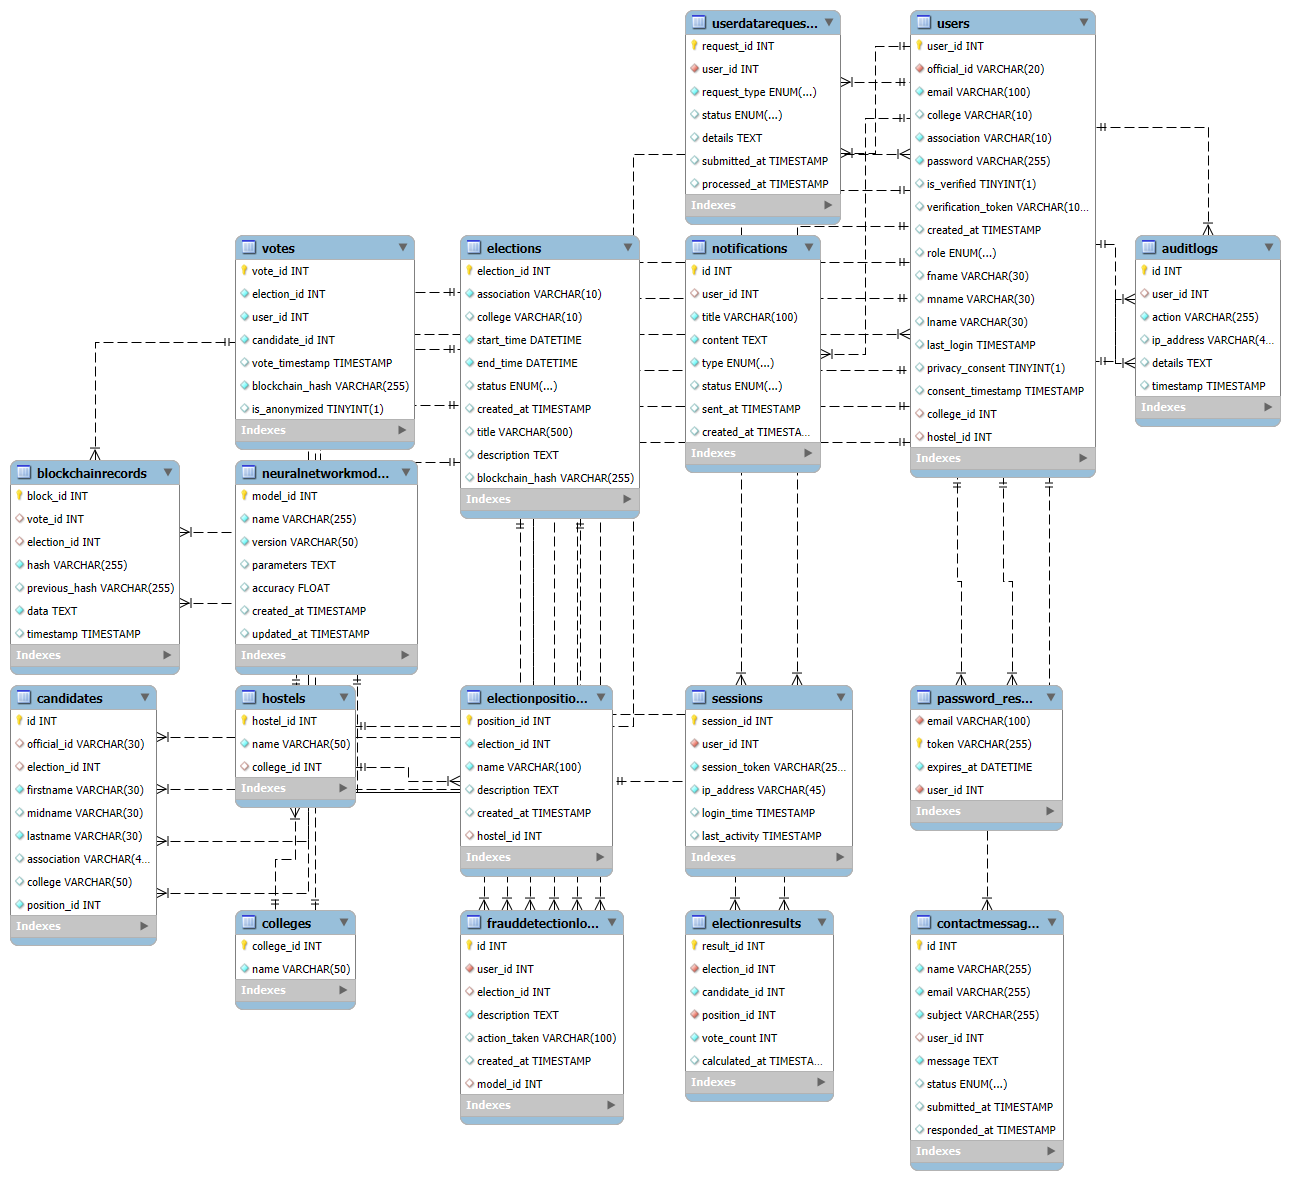 userdatareques...
request_id INT
user_id INT
request_type ENUM(...)
status ENUM(...)
details TEXT
submitted_at TIMESTAMP
processed_at TIMESTAMP
Indexes
users
user_id INT
official_id VARCHAR(20)
email VARCHAR(100)
college VARCHAR(10)
association VARCHAR(10)
password VARCHAR(255)
is_verified TINYINT(1)
verification_token VARCHAR(10...
created_at TIMESTAMP
role ENUM(...)
fname VARCHAR(30)
mname VARCHAR(30)
lname VARCHAR(30)
last_login TIMESTAMP
privacy_consent TINYINT(1)
consent_timestamp TIMESTAMP
college_id INT
hostel_id INT
Indexes
votes
vote_id INT
election_id INT
user_id INT
candidate_id INT
vote_timestamp TIMESTAMP
blockchain_hash VARCHAR(255)
is_anonymized TINYINT(1)
Indexes
elections
election_id INT
association VARCHAR(10)
college VARCHAR(10)
start_time DATETIME
end_time DATETIME
status ENUM(...)
created_at TIMESTAMP
title VARCHAR(500)
description TEXT
blockchain_hash VARCHAR(255)
Indexes
notifications
id INT
user_id INT
title VARCHAR(100)
content TEXT
type ENUM(...)
status ENUM(...)
sent_at TIMESTAMP
created_at TIMESTA...
Indexes
auditlogs
id INT
user_id INT
action VARCHAR(255)
ip_address VARCHAR(4...
details TEXT
timestamp TIMESTAMP
Indexes
blockchainrecords
block_id INT
vote_id INT
election_id INT
hash VARCHAR(255)
previous_hash VARCHAR(255)
data TEXT
timestamp TIMESTAMP
Indexes
neuralnetworkmod...
model_id INT
name VARCHAR(255)
version VARCHAR(50)
parameters TEXT
accuracy FLOAT
created_at TIMESTAMP
updated_at TIMESTAMP
Indexes
candidates
id INT
official_id VARCHAR(30)
election_id INT
firstname VARCHAR(30)
midname VARCHAR(30)
lastname VARCHAR(30)
association VARCHAR(4...
college VARCHAR(50)
position_id INT
Indexes
hostels
hostel_id INT
name VARCHAR(50)
college_id INT
Indexes
electionpositio...
position_id INT
election_id INT
name VARCHAR(100)
description TEXT
created_at TIMESTAMP
hostel_id INT
Indexes
sessions
session_id INT
user_id INT
session_token VARCHAR(25...
ip_address VARCHAR(45)
login_time TIMESTAMP
last_activity TIMESTAMP
Indexes
password_res...
email VARCHAR(100)
token VARCHAR(255)
expires_at DATETIME
user_id INT
Indexes
colleges
college_id INT
name VARCHAR(50)
Indexes
frauddetectionlo...
id INT
user_id INT
election_id INT
description TEXT
action_taken VARCHAR(100)
created_at TIMESTAMP
model_id INT
Indexes
electionresults
result_id INT
election_id INT
candidate_id INT
position_id INT
vote_count INT
calculated_at TIMESTA...
Indexes
contactmessag...
id INT
name VARCHAR(255)
email VARCHAR(255)
subject VARCHAR(255)
user_id INT
message TEXT
status ENUM(...)
submitted_at TIMESTAMP
responded_at TIMESTAMP
Indexes